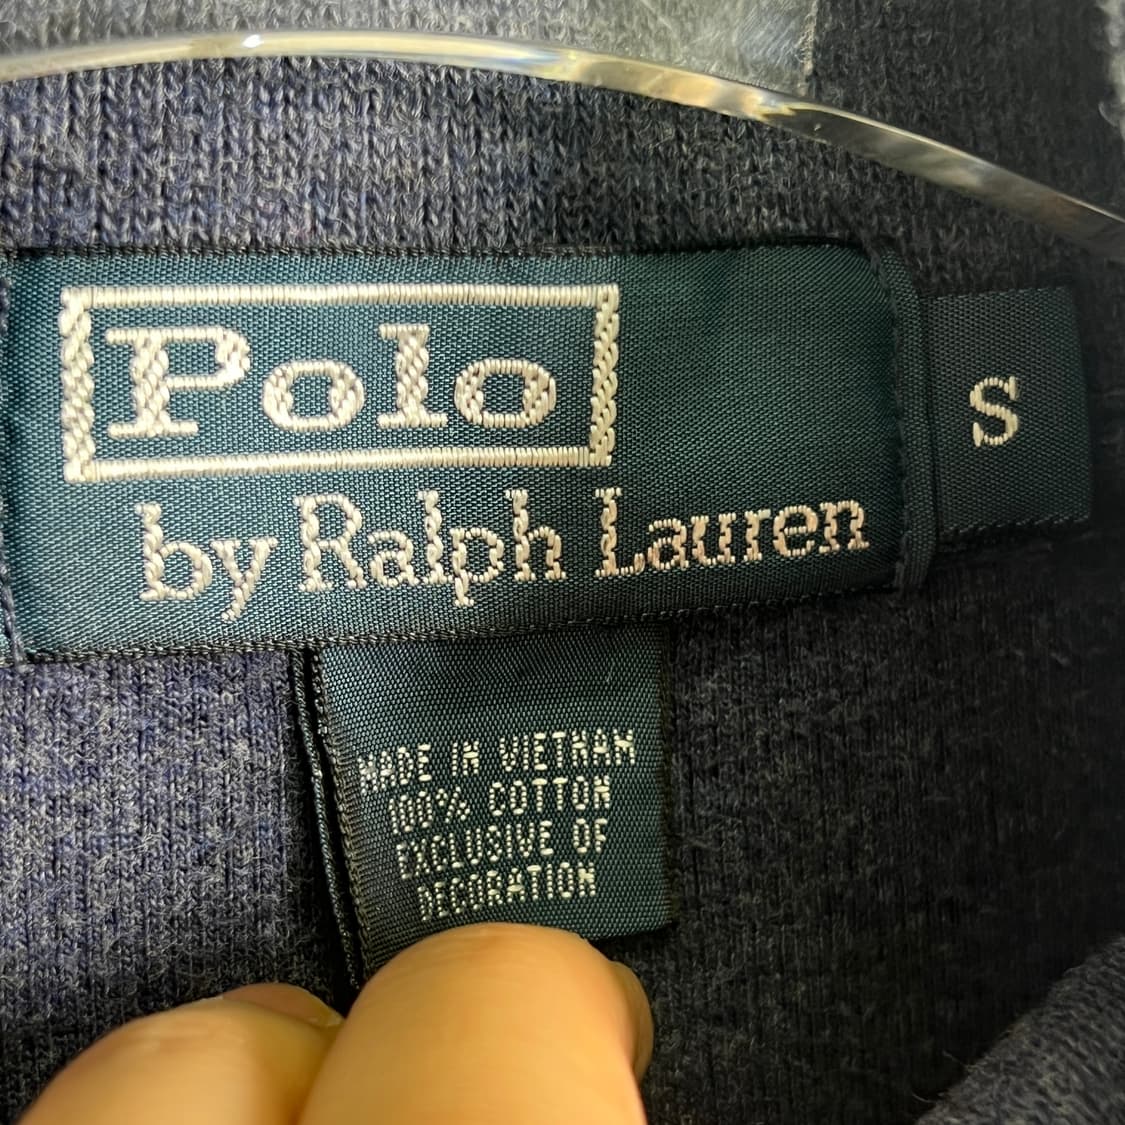 Polo
by Ralph Lauren
S
MADE IN VIETNAM
100% COTTON
EXCLUSIVE OF
DECORATION